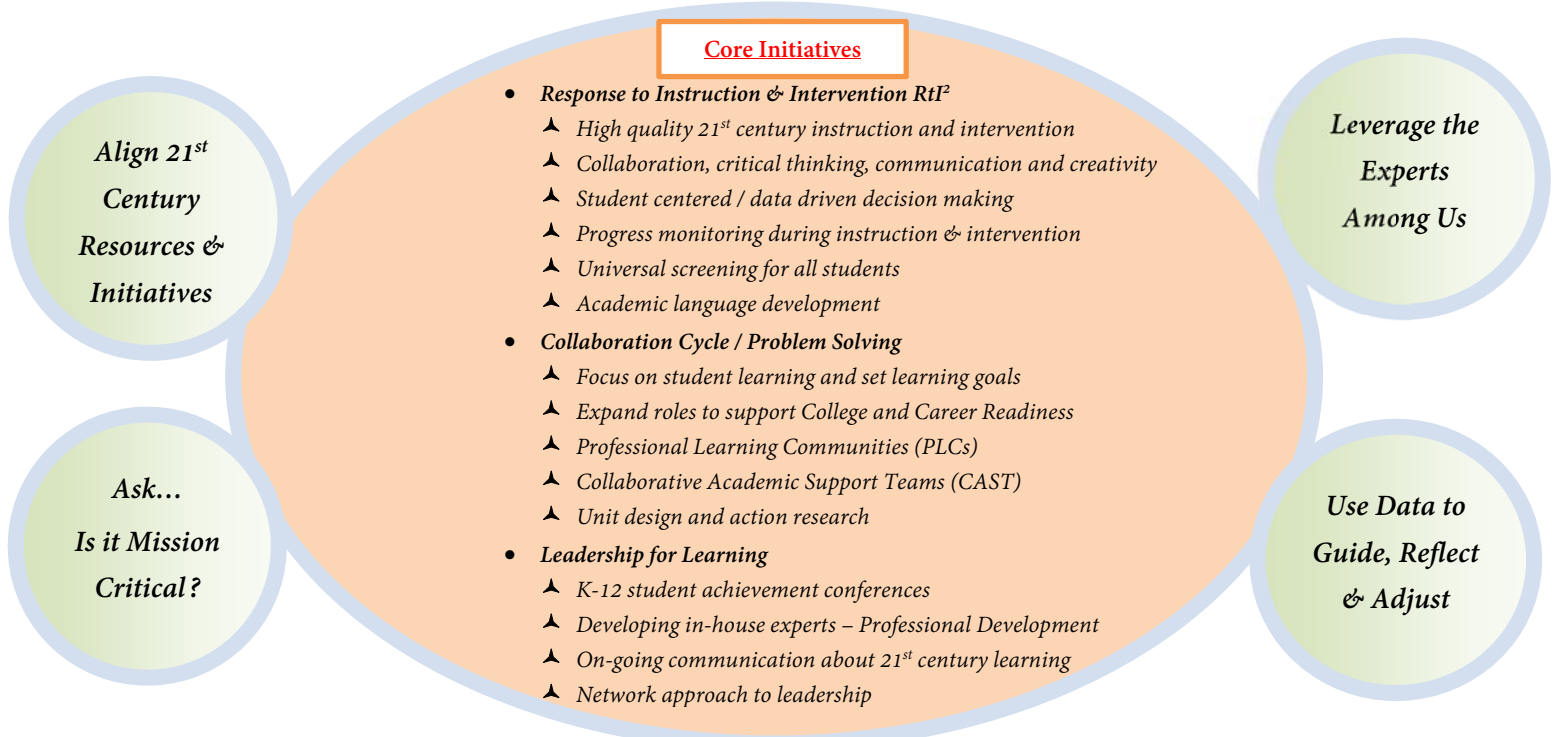 Core Initiatives
Align 21st
Century
Resources &
Initiatives
Ask…
Is it Mission
Critical?
• Response to Instruction & Intervention RtI²
High quality 21st century instruction and intervention
Collaboration, critical thinking, communication and creativity
Student centered / data driven decision making
Progress monitoring during instruction & intervention
Universal screening for all students
Academic language development
• Collaboration Cycle / Problem Solving
Focus on student learning and set learning goals
Expand roles to support College and Career Readiness
Professional Learning Communities (PLCs)
Collaborative Academic Support Teams (CAST)
Unit design and action research
• Leadership for Learning
K-12 student achievement conferences
Developing in-house experts – Professional Development
On-going communication about 21st century learning
Network approach to leadership
Leverage the
Experts
Among Us
Use Data to
Guide, Reflect
& Adjust